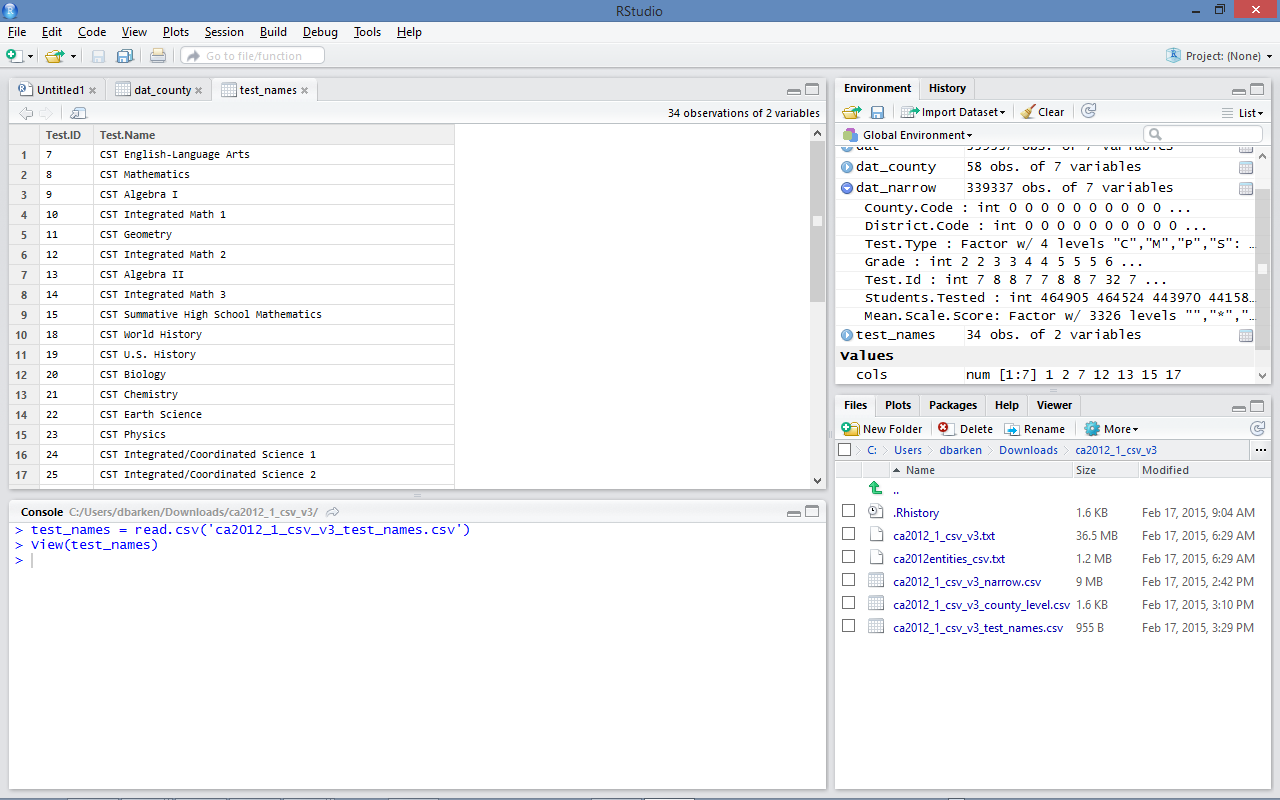 RStudio
File Edit Code View Plots Session Build Debug Tools Help
Go to file/function
Project: (None)
Untitled1 dat_county test_names
34 observations of 2 variables
Test.ID Test.Name
1 7 CST English-Language Arts
2 8 CST Mathematics
3 9 CST Algebra I
4 10 CST Integrated Math 1
5 11 CST Geometry
6 12 CST Integrated Math 2
7 13 CST Algebra II
8 14 CST Integrated Math 3
9 15 CST Summative High School Mathematics
10 18 CST World History
11 19 CST U.S. History
12 20 CST Biology
13 21 CST Chemistry
14 22 CST Earth Science
15 23 CST Physics
16 24 CST Integrated/Coordinated Science 1
17 25 CST Integrated/Coordinated Science 2
Console C:/Users/dbarken/Downloads/ca2012_1_csv_v3/
> test_names = read.csv('ca2012_1_csv_v3_test_names.csv')
> View(test_names)
>
Environment History
Import Dataset Clear List
Global Environment
dat 339337 obs. of 7 variables
dat_county 58 obs. of 7 variables
dat_narrow 339337 obs. of 7 variables
County.Code : int 0 0 0 0 0 0 0 0 0 0 ...
District.Code : int 0 0 0 0 0 0 0 0 0 0 ...
Test.Type : Factor w/ 4 levels "C","M","P","S": …
Grade : int 2 2 3 3 4 4 5 5 5 6 ...
Test.Id : int 7 8 8 7 7 8 8 7 32 7 ...
Students.Tested : int 464905 464524 443970 44158…
Mean.Scale.Score: Factor w/ 3326 levels "","*","…
test_names 34 obs. of 2 variables
Values
cols num [1:7] 1 2 7 12 13 15 17
Files Plots Packages Help Viewer
New Folder Delete Rename More
C: Users dbarken Downloads ca2012_1_csv_v3 ...
Name Size Modified
..
.Rhistory 1.6 KB Feb 17, 2015, 9:04 AM
ca2012_1_csv_v3.txt 36.5 MB Feb 17, 2015, 6:29 AM
ca2012entities_csv.txt 1.2 MB Feb 17, 2015, 6:29 AM
ca2012_1_csv_v3_narrow.csv 9 MB Feb 17, 2015, 2:42 PM
ca2012_1_csv_v3_county_level.csv 1.6 KB Feb 17, 2015, 3:10 PM
ca2012_1_csv_v3_test_names.csv 955 B Feb 17, 2015, 3:29 PM